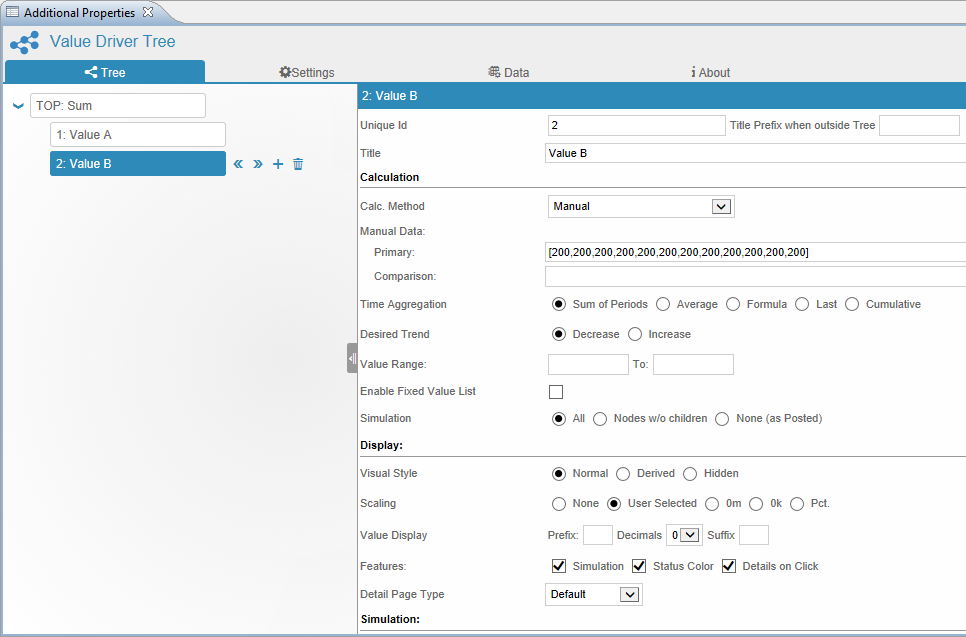 Additional Properties
Value Driver Tree
Tree Settings Data About
TOP: Sum
1: Value A
2: Value B
2: Value B
Unique Id 2 Title Prefix when outside Tree
Title Value B
Calculation
Calc. Method Manual
Manual Data:
Primary: [200,200,200,200,200,200,200,200,200,200,200,200]
Comparison:
Time Aggregation Sum of Periods Average Formula Last Cumulative
Desired Trend Decrease Increase
Value Range: To:
Enable Fixed Value List
Simulation All Nodes w/o children None (as Posted)
Display:
Visual Style Normal Derived Hidden
Scaling None User Selected 0m 0k Pct.
Value Display Prefix: Decimals 0 Suffix
Features: Simulation Status Color Details on Click
Detail Page Type Default
Simulation: